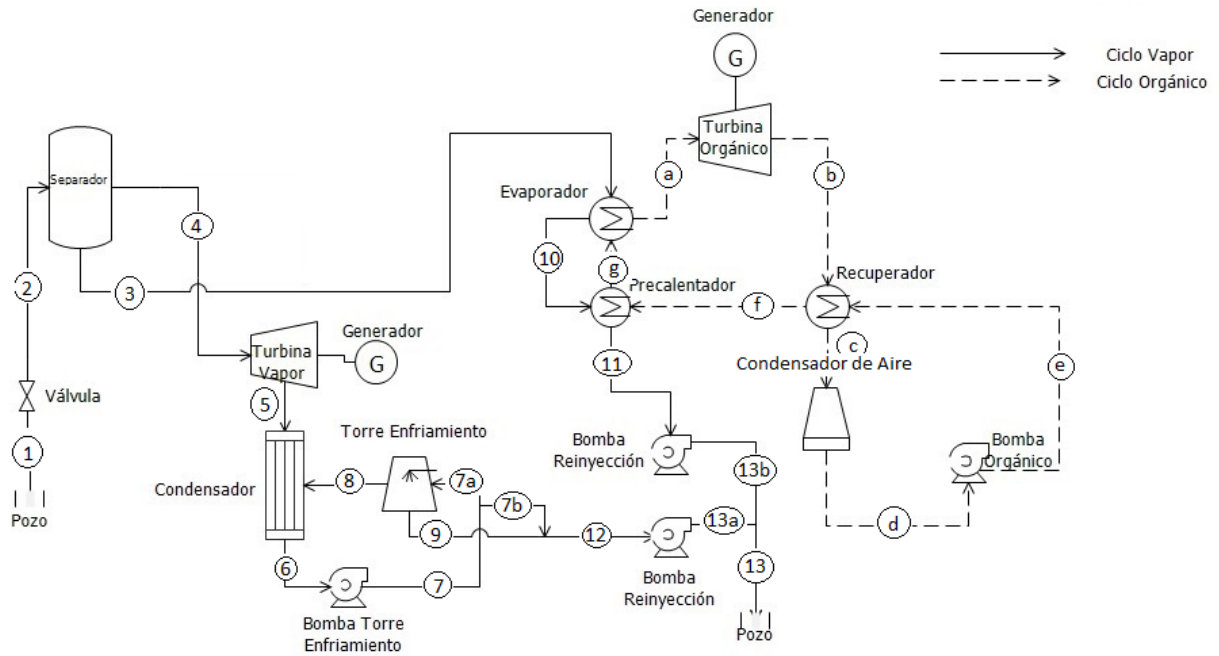 Generador
G
Ciclo Vapor
Ciclo Orgánico
Turbina
Orgánico
Separador
a
b
Evaporador
4
10
g
2
3
Precalentador
f
Recuperador
Generador
Turbina
Vapor
G
11
c
Condensador de Aire
e
Válvula
5
Torre Enfriamiento
Bomba
Reinyección
Bomba
Orgánico
1
Condensador
8
7a
13b
7b
Pozo
9
12
13a
d
6
7
13
Bomba
Reinyección
Bomba Torre
Enfriamiento
Pozo